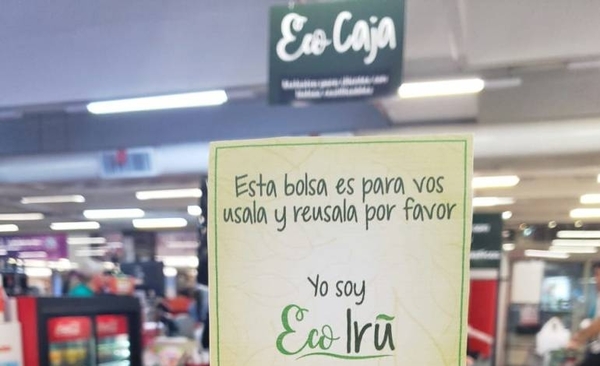 Eco Caja
Esta bolsa es para vos
usala y reusala por favor
Yo soy
Eco Irũ